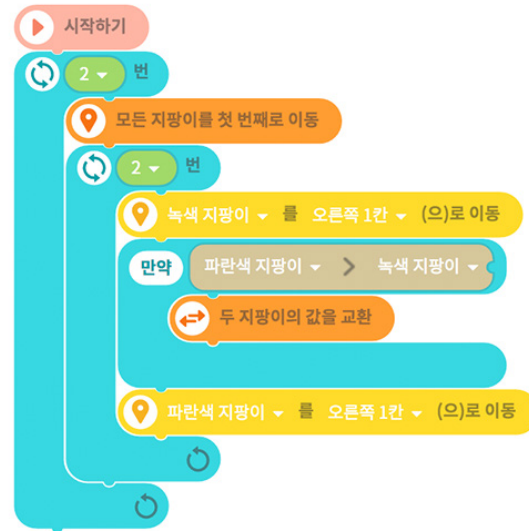 시작하기
2 번
모든 지팡이를 첫 번째로 이동
2 번
녹색 지팡이 를 오른쪽 1칸 (으)로 이동
만약 파란색 지팡이 > 녹색 지팡이
두 지팡이의 값을 교환
파란색 지팡이 를 오른쪽 1칸 (으)로 이동